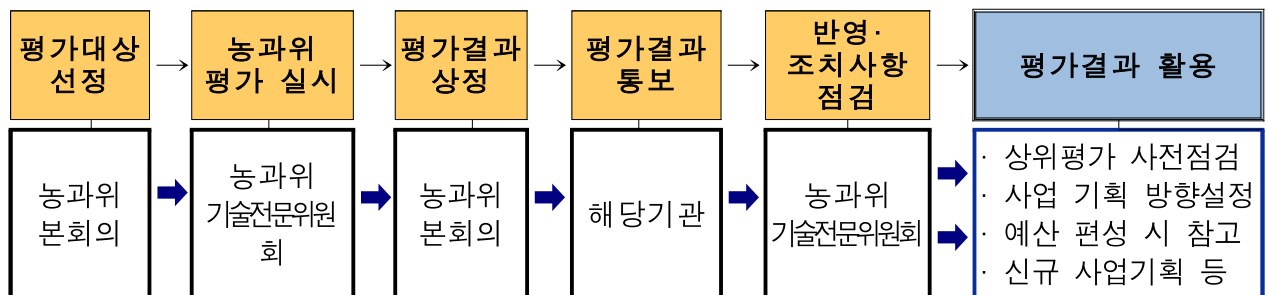 평가대상
선정
농과위
평가 실시
평가결과
상정
평가결과
통보
반영·
조치사항
점검
평가결과 활용
농과위
본회의
농과위
기술전문위원
회
농과위
본회의
해당기관
농과위
기술전문위원회
· 상위평가 사전점검
· 사업 기획 방향설정
· 예산 편성 시 참고
· 신규 사업기획 등